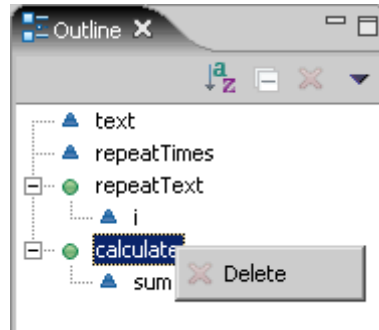 Outline
text
repeatTimes
repeatText
i
calculate
Delete
sum